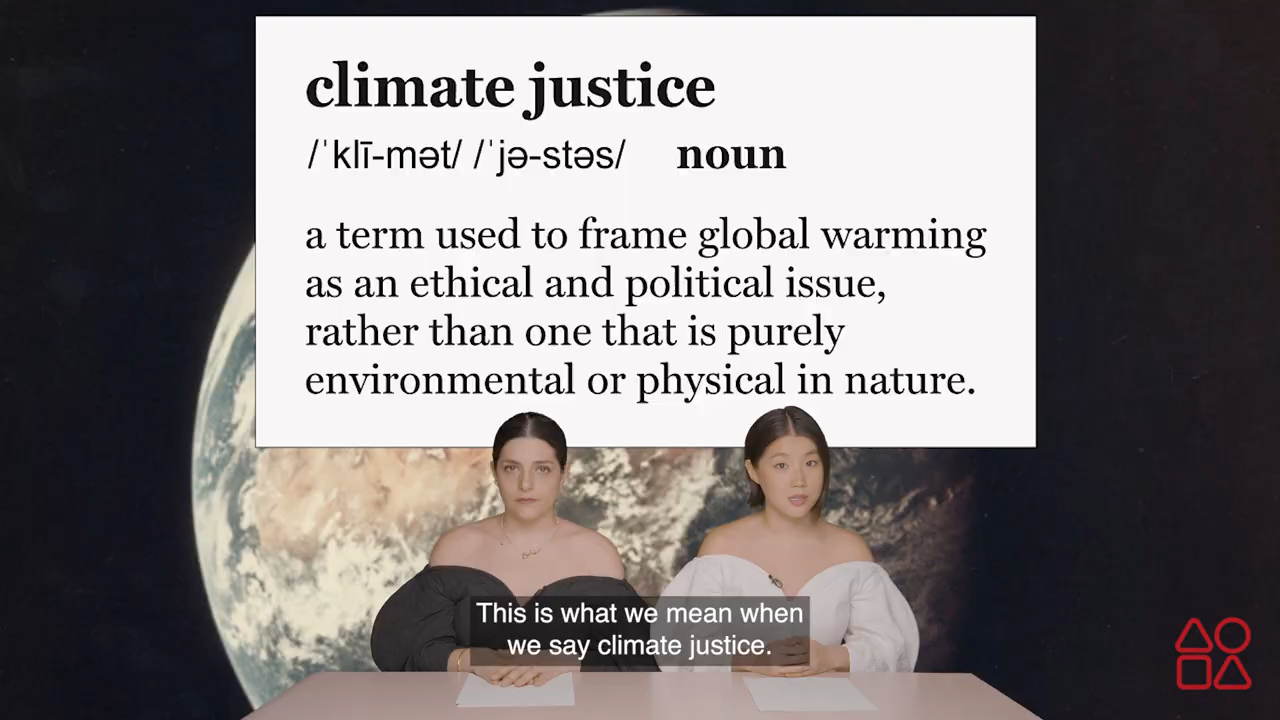 climate justice
/ˈklī-mət/ /ˈjə-stəs/ noun
a term used to frame global warming
as an ethical and political issue,
rather than one that is purely
environmental or physical in nature.
This is what we mean when
we say climate justice.